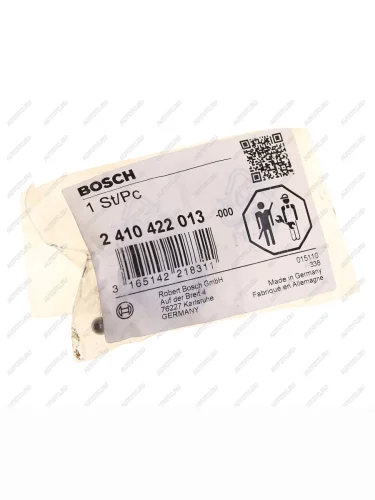 BOSCH
1 St/Pc
2 410 422 013 -000
3 165142 218311
Robert Bosch GmbH
Auf der Breit 4
76227 Karlsruhe
GERMANY
015110
336
Made in Germany
Fabriqué en Allemagne